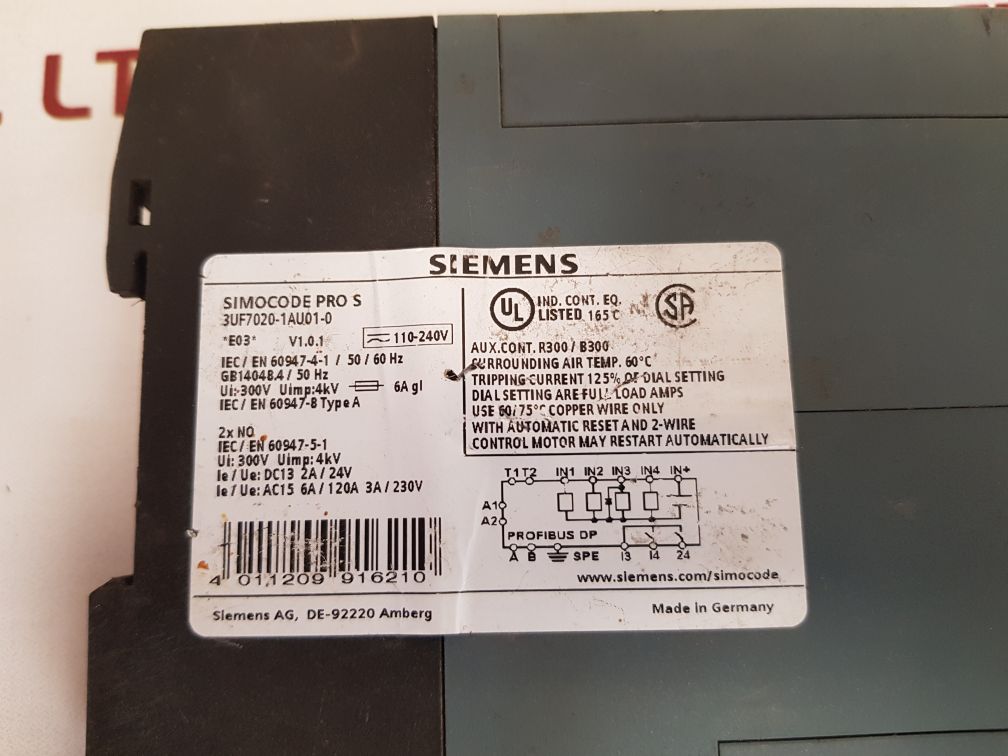 SIEMENS
SIMOCODE PRO S
3UF7020-1AU01-0
*E03* V1.0.1 110-240V
IEC / EN 60947-4-1 / 50 / 60 Hz
GB14048.4 / 50 Hz
Ui: 300V Uimp: 4kV 6A gl
IEC / EN 60947-8 Type A
2x NO
IEC / EN 60947-5-1
Ui: 300V Uimp: 4kV
Ie / Ue: DC13 2A / 24V
Ie / Ue: AC15 6A / 120A 3A / 230V
4 011209 916210
UL IND. CONT. EQ.
LISTED 165C
SA
AUX.CONT. R300 / B300
SURROUNDING AIR TEMP. 60°C
TRIPPING CURRENT 125% OF DIAL SETTING
DIAL SETTING ARE FULL LOAD AMPS
USE 60/75°C COPPER WIRE ONLY
WITH AUTOMATIC RESET AND 2-WIRE
CONTROL MOTOR MAY RESTART AUTOMATICALLY
T1 T2 IN1 IN2 IN3 IN4 IN+
A1
A2
PROFIBUS DP
A B SPE I3 I4 24
www.siemens.com/simocode
Siemens AG, DE-92220 Amberg
Made in Germany